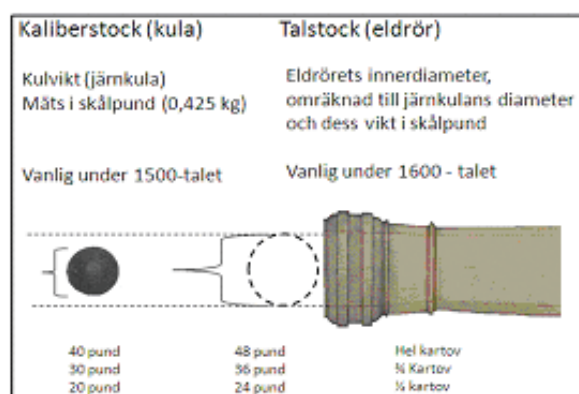 Kaliberstock (kula)
Kulvikt (järnkula)
Mäts i skålpund (0,425 kg)
Vanlig under 1500-talet
Talstock (eldrör)
Eldrörets innerdiameter,
omräknad till järnkulans diameter
och dess vikt i skålpund
Vanlig under 1600 - talet
40 pund 48 pund Hel kartov
30 pund 36 pund ¾ Kartov
20 pund 24 pund ½ kartov